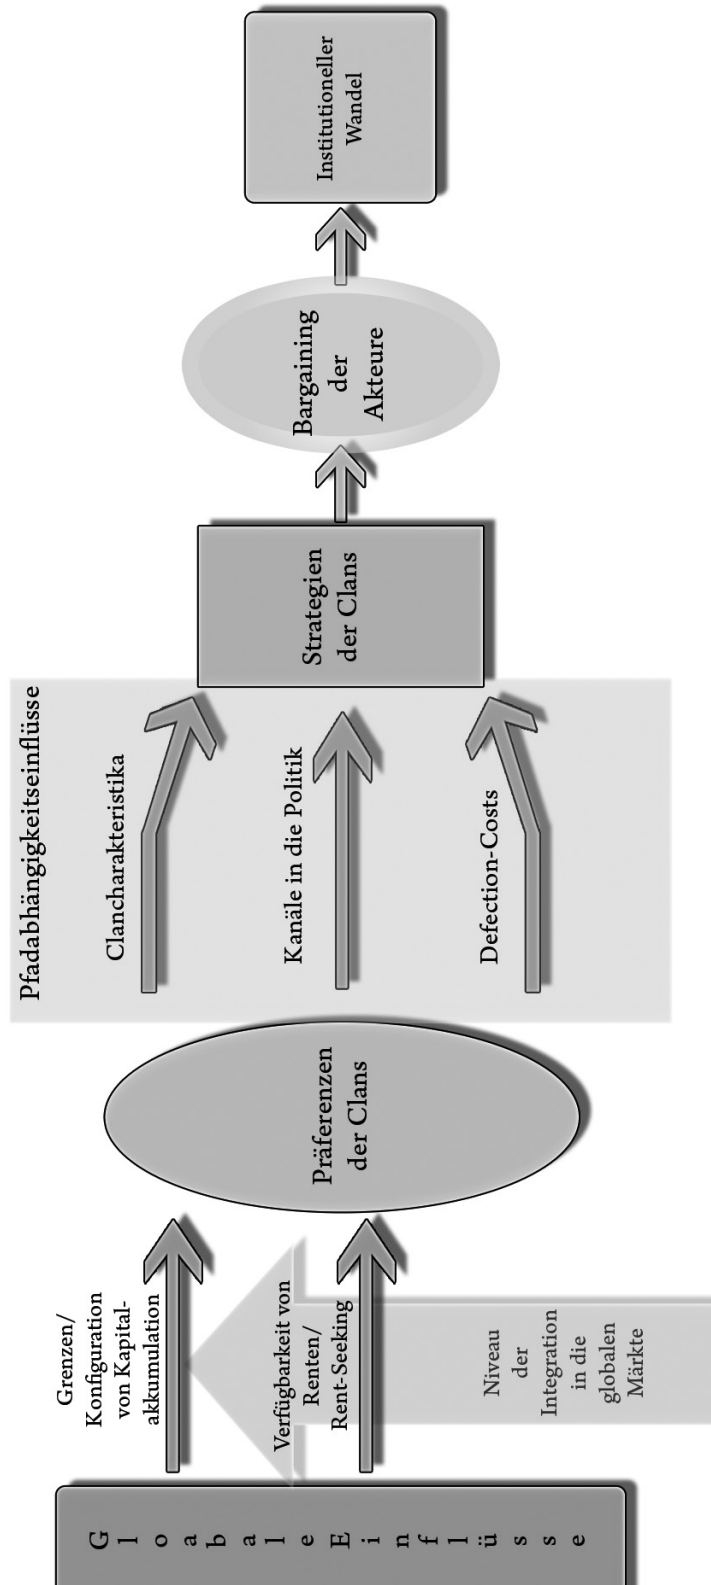 Gloabale Einflüsse
Grenzen/
Konfiguration
von Kapital-
akkumulation
Verfügbarkeit von
Renten/
Rent-Seeking
Niveau
der
Integration
in die
globalen
Märkte
Präferenzen
der Clans
Pfadabhängigkeitseinflüsse
Clancharakteristika
Kanäle in die Politik
Defection-Costs
Strategien
der Clans
Bargaining
der
Akteure
Institutioneller
Wandel